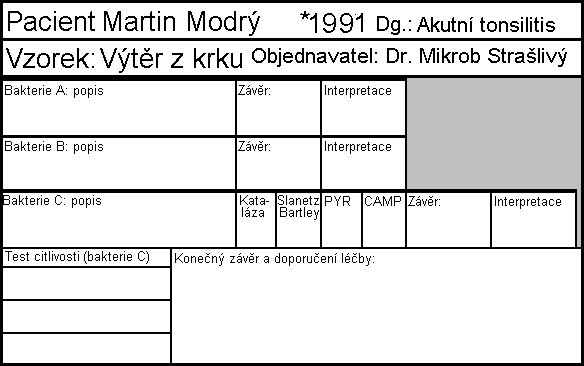 Pacient Martin Modrý *1991 Dg.: Akutní tonsilitis
Vzorek: Výtěr z krku Objednavatel: Dr. Mikrob Strašlivý
Bakterie A: popis Závěr: Interpretace
Bakterie B: popis Závěr: Interpretace
Bakterie C: popis Kata-láza Slanetz Bartley PYR CAMP Závěr: Interpretace
Test citlivosti (bakterie C) Konečný závěr a doporučení léčby: